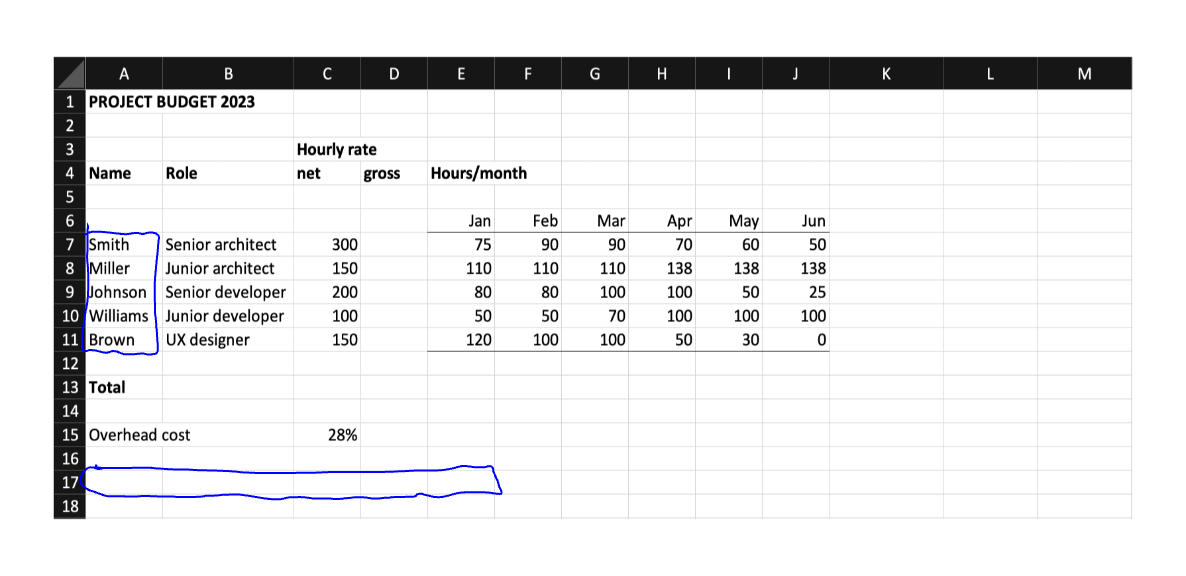 A B C D E F G H I J K L M
1 PROJECT BUDGET 2023
2
3 Hourly rate
4 Name Role net gross Hours/month
5
6 Jan Feb Mar Apr May Jun
7 Smith Senior architect 300 75 90 90 70 60 50
8 Miller Junior architect 150 110 110 110 138 138 138
9 Johnson Senior developer 200 80 80 100 100 50 25
10 Williams Junior developer 100 50 50 70 100 100 100
11 Brown UX designer 150 120 100 100 50 30 0
12
13 Total
14
15 Overhead cost 28%
16
17
18